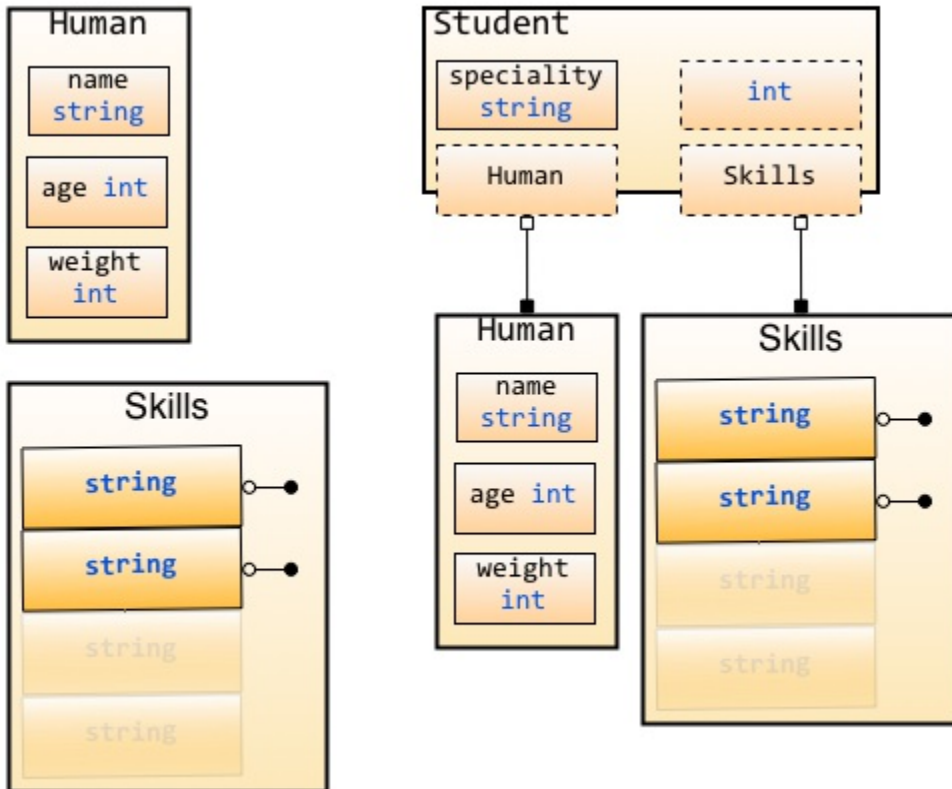 Human
name
string
age int
weight
int
Skills
string
string
string
string
Student
speciality
string
int
Human
Skills
Human
name
string
age int
weight
int
Skills
string
string
string
string